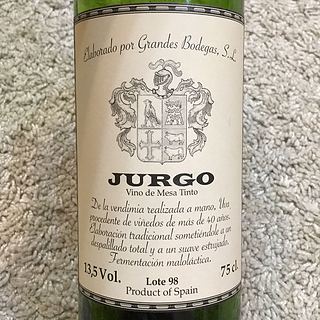 Elaborado por Grandes Bodegas, S.L.
JURGO
Vino de Mesa Tinto
De la vendimia realizada a mano, Uva
procedente de viñedos de más de 40 años.
Elaboración tradicional sometiéndole a un
despalillado total y a un suave estrujado.
Fermentación maloláctica.
13,5 Vol.
Lote 98
75 cl.
Product of Spain